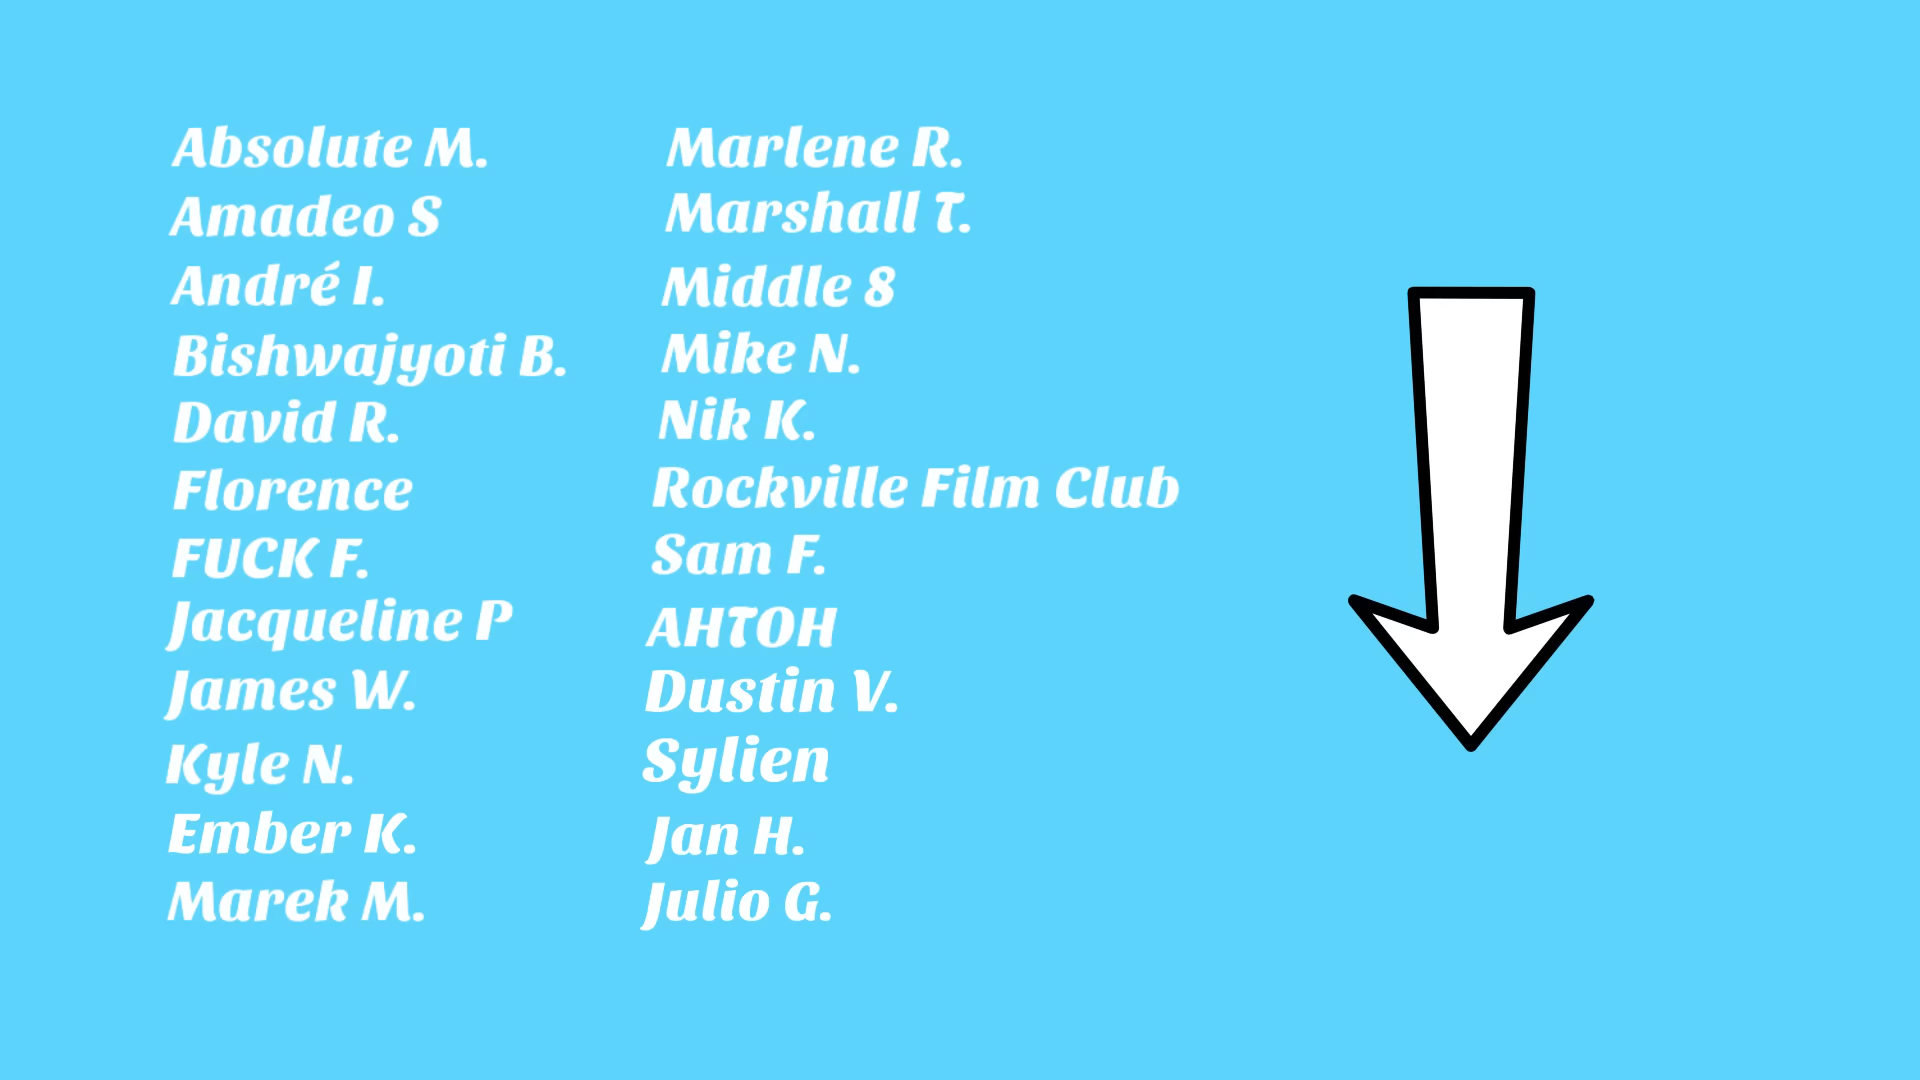 Absolute M.
Amadeo S
André I.
Bishwajyoti B.
David R.
Florence
FUCK F.
Jacqueline P
James W.
Kyle N.
Ember K.
Marek M.
Marlene R.
Marshall T.
Middle 8
Mike N.
Nik K.
Rockville Film Club
Sam F.
АНТОН
Dustin V.
Sylien
Jan H.
Julio G.